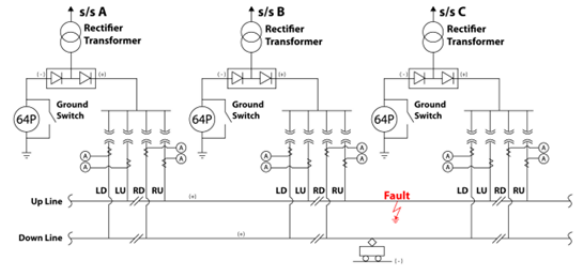 s/s A
s/s B
s/s C
Rectifier
Transformer
Rectifier
Transformer
Rectifier
Transformer
(-)
(+)
(-)
(+)
(-)
(+)
64P
Ground
Switch
64P
Ground
Switch
64P
Ground
Switch
A
A
A
A
A
A
A
A
A
A
A
A
LD LU RD RU
LD LU RD RU
LD LU RD RU
Fault
Up Line
(+)
Down Line
(+)
(-)